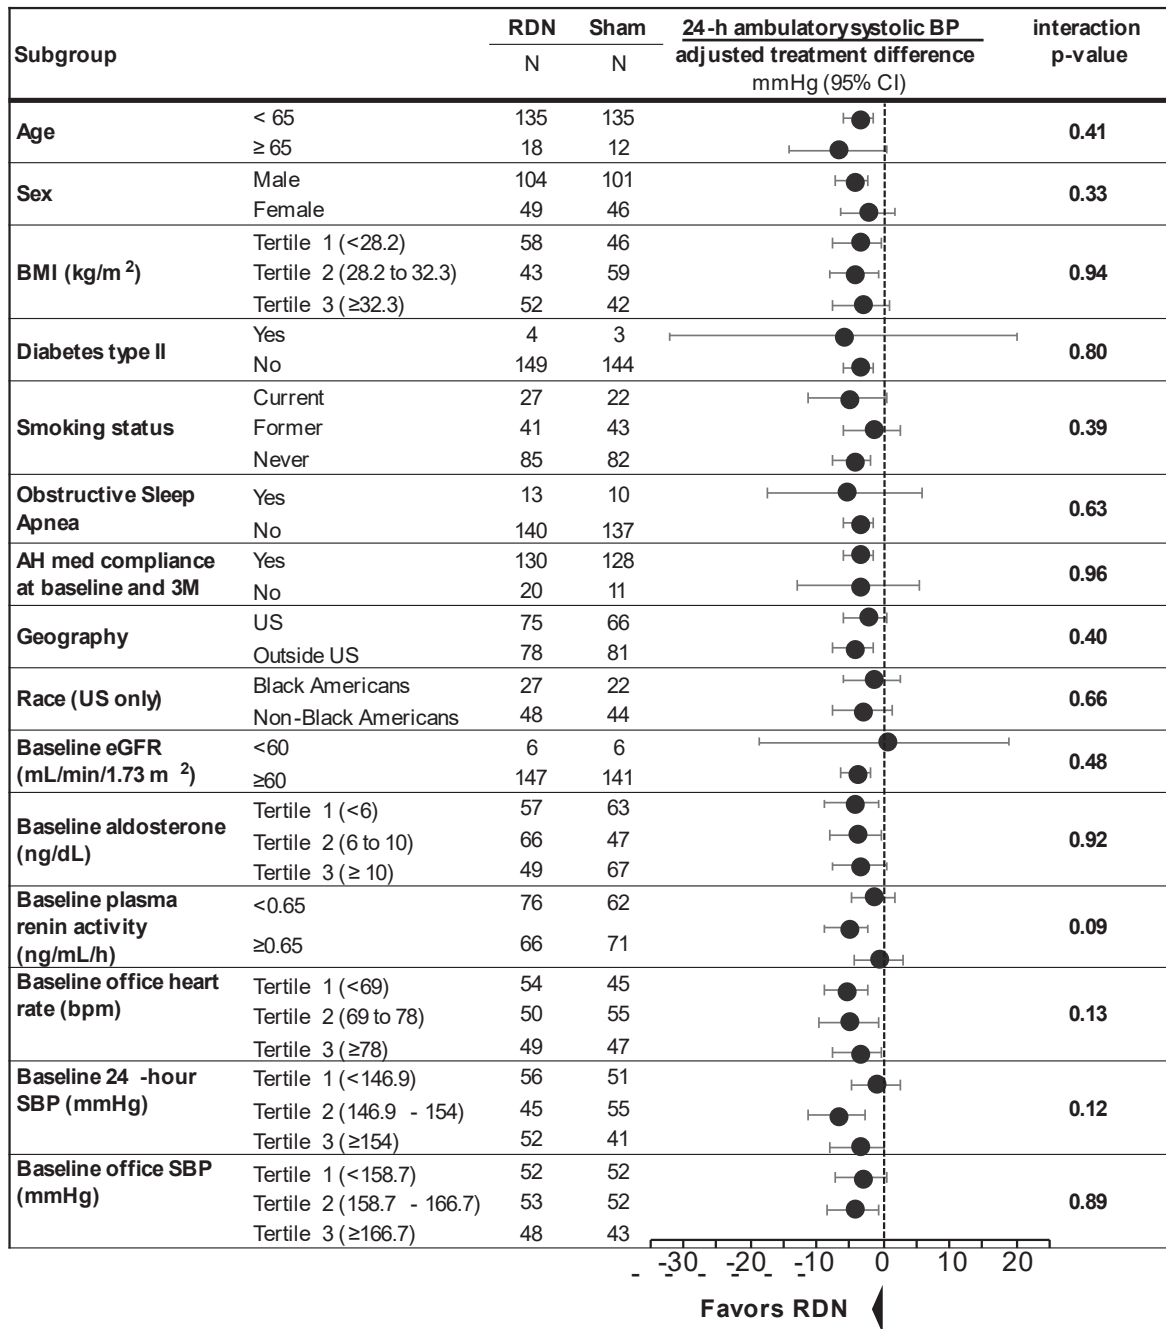 Subgroup RDN Sham 24-h ambulatory systolic BP interaction
N N adjusted treatment difference p-value
mmHg (95% CI)
Age < 65 135 135 0.41
≥ 65 18 12
Sex Male 104 101 0.33
Female 49 46
BMI (kg/m 2) Tertile 1 (<28.2) 58 46 0.94
Tertile 2 (28.2 to 32.3) 43 59
Tertile 3 (≥32.3) 52 42
Diabetes type II Yes 4 3 0.80
No 149 144
Smoking status Current 27 22 0.39
Former 41 43
Never 85 82
Obstructive Sleep Yes 13 10 0.63
Apnea No 140 137
AH med compliance Yes 130 128 0.96
at baseline and 3M No 20 11
Geography US 75 66 0.40
Outside US 78 81
Race (US only) Black Americans 27 22 0.66
Non-Black Americans 48 44
Baseline eGFR <60 6 6 0.48
(mL/min/1.73 m 2) ≥60 147 141
Baseline aldosterone Tertile 1 (<6) 57 63 0.92
(ng/dL) Tertile 2 (6 to 10) 66 47
Tertile 3 (≥ 10) 49 67
Baseline plasma <0.65 76 62 0.09
renin activity
(ng/mL/h) ≥0.65 66 71
Baseline office heart Tertile 1 (<69) 54 45 0.13
rate (bpm) Tertile 2 (69 to 78) 50 55
Tertile 3 (≥78) 49 47
Baseline 24 -hour Tertile 1 (<146.9) 56 51 0.12
SBP (mmHg) Tertile 2 (146.9 - 154) 45 55
Tertile 3 (≥154) 52 41
Baseline office SBP Tertile 1 (<158.7) 52 52 0.89
(mmHg) Tertile 2 (158.7 - 166.7) 53 52
Tertile 3 (≥166.7) 48 43
-30 -20 -10 0 10 20
Favors RDN